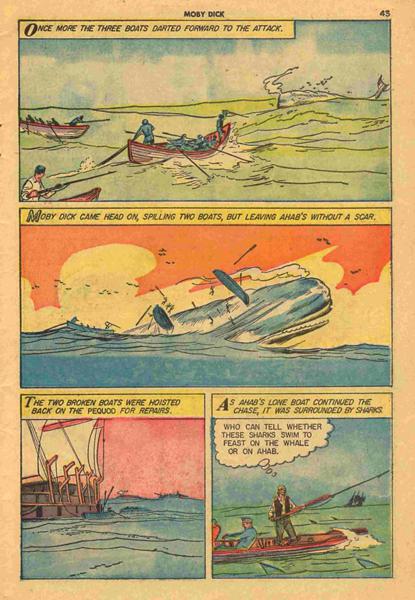 MOBY DICK
43
ONCE MORE THE THREE BOATS DARTED FORWARD TO THE ATTACK.
MOBY DICK CAME HEAD ON, SPILLING TWO BOATS, BUT LEAVING AHAB'S WITHOUT A SCAR.
THE TWO BROKEN BOATS WERE HOISTED
BACK ON THE PEQUOD FOR REPAIRS.
AS AHAB'S LONE BOAT CONTINUED THE
CHASE, IT WAS SURROUNDED BY SHARKS.
WHO CAN TELL WHETHER
THESE SHARKS SWIM TO
FEAST ON THE WHALE
OR ON AHAB.